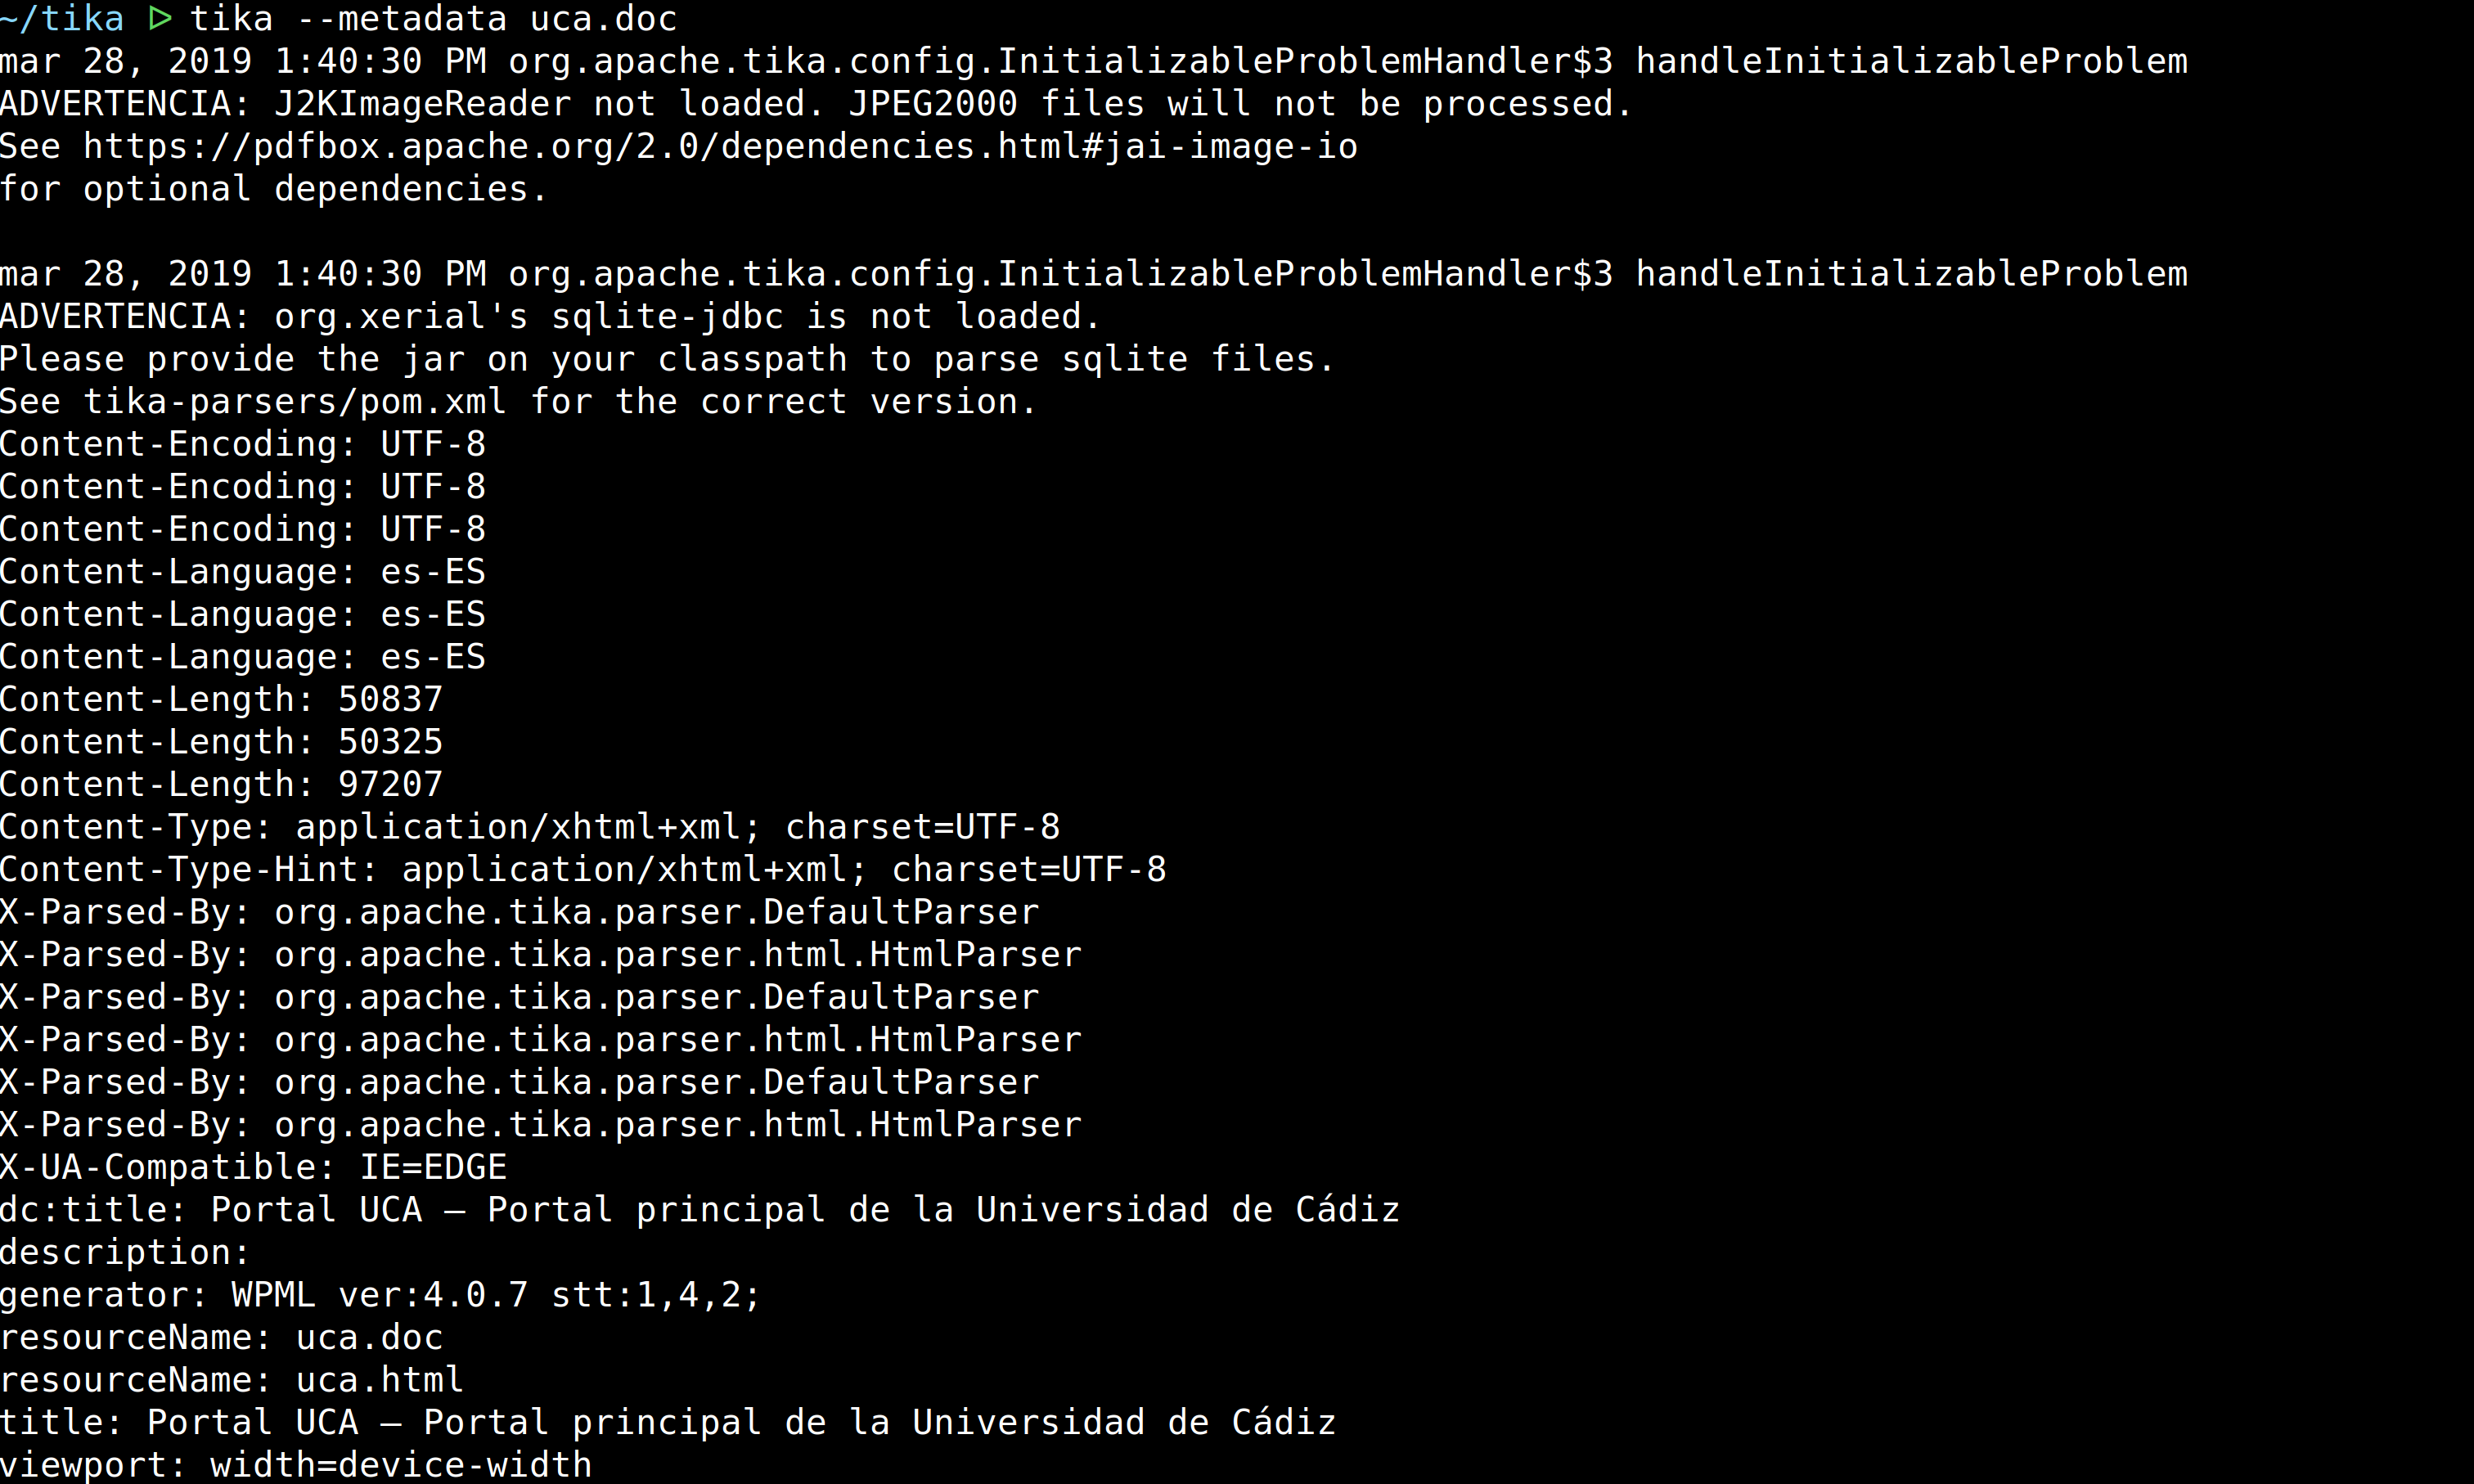 ~/tika ▷ tika --metadata uca.doc
mar 28, 2019 1:40:30 PM org.apache.tika.config.InitializableProblemHandler$3 handleInitializableProblem
ADVERTENCIA: J2KImageReader not loaded. JPEG2000 files will not be processed.
See https://pdfbox.apache.org/2.0/dependencies.html#jai-image-io
for optional dependencies.

mar 28, 2019 1:40:30 PM org.apache.tika.config.InitializableProblemHandler$3 handleInitializableProblem
ADVERTENCIA: org.xerial's sqlite-jdbc is not loaded.
Please provide the jar on your classpath to parse sqlite files.
See tika-parsers/pom.xml for the correct version.
Content-Encoding: UTF-8
Content-Encoding: UTF-8
Content-Encoding: UTF-8
Content-Language: es-ES
Content-Language: es-ES
Content-Language: es-ES
Content-Length: 50837
Content-Length: 50325
Content-Length: 97207
Content-Type: application/xhtml+xml; charset=UTF-8
Content-Type-Hint: application/xhtml+xml; charset=UTF-8
X-Parsed-By: org.apache.tika.parser.DefaultParser
X-Parsed-By: org.apache.tika.parser.html.HtmlParser
X-Parsed-By: org.apache.tika.parser.DefaultParser
X-Parsed-By: org.apache.tika.parser.html.HtmlParser
X-Parsed-By: org.apache.tika.parser.DefaultParser
X-Parsed-By: org.apache.tika.parser.html.HtmlParser
X-UA-Compatible: IE=EDGE
dc:title: Portal UCA – Portal principal de la Universidad de Cádiz
description:
generator: WPML ver:4.0.7 stt:1,4,2;
resourceName: uca.doc
resourceName: uca.html
title: Portal UCA – Portal principal de la Universidad de Cádiz
viewport: width=device-width